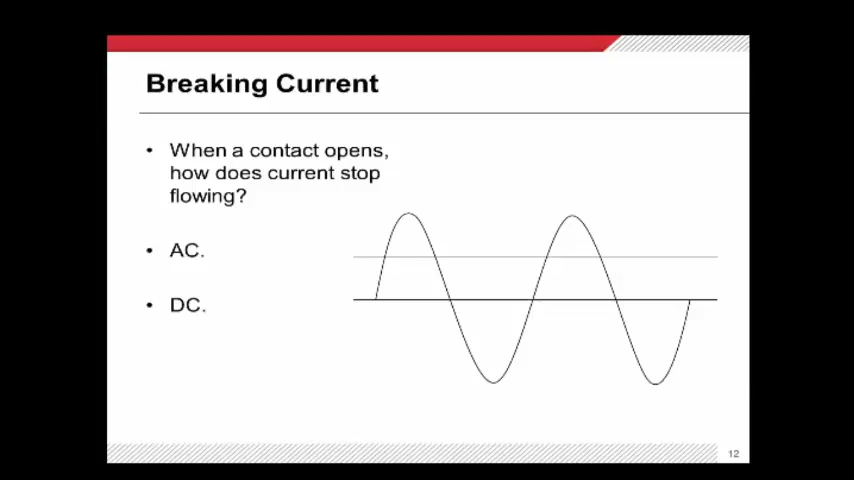 Breaking Current
• When a contact opens,
how does current stop
flowing?
• AC.
• DC.
12